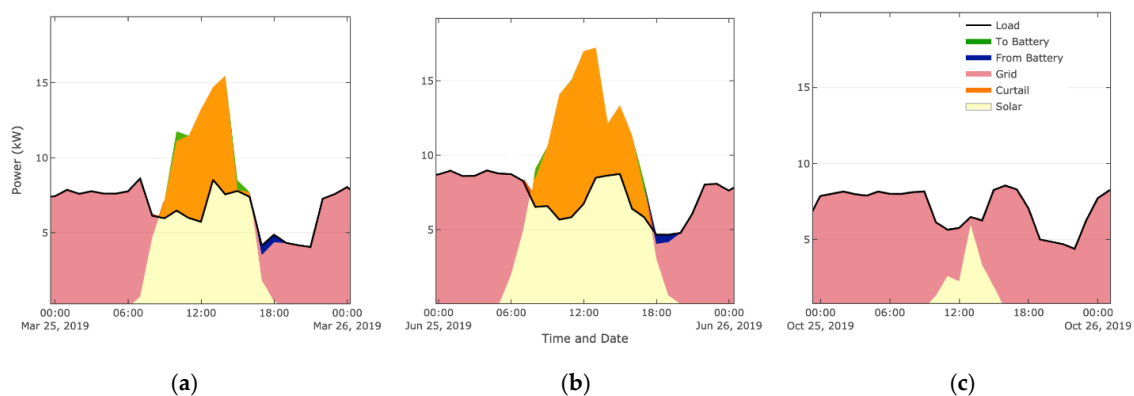 Power (kW)
15
10
5
00:00 06:00 12:00 18:00 00:00
Mar 25, 2019 Mar 26, 2019
15
10
5
00:00 06:00 12:00 18:00 00:00
Jun 25, 2019 Jun 26, 2019
Time and Date
Load
To Battery
From Battery
Grid
Curtail
Solar
15
10
5
00:00 06:00 12:00 18:00 00:00
Oct 25, 2019 Oct 26, 2019
(a) (b) (c)